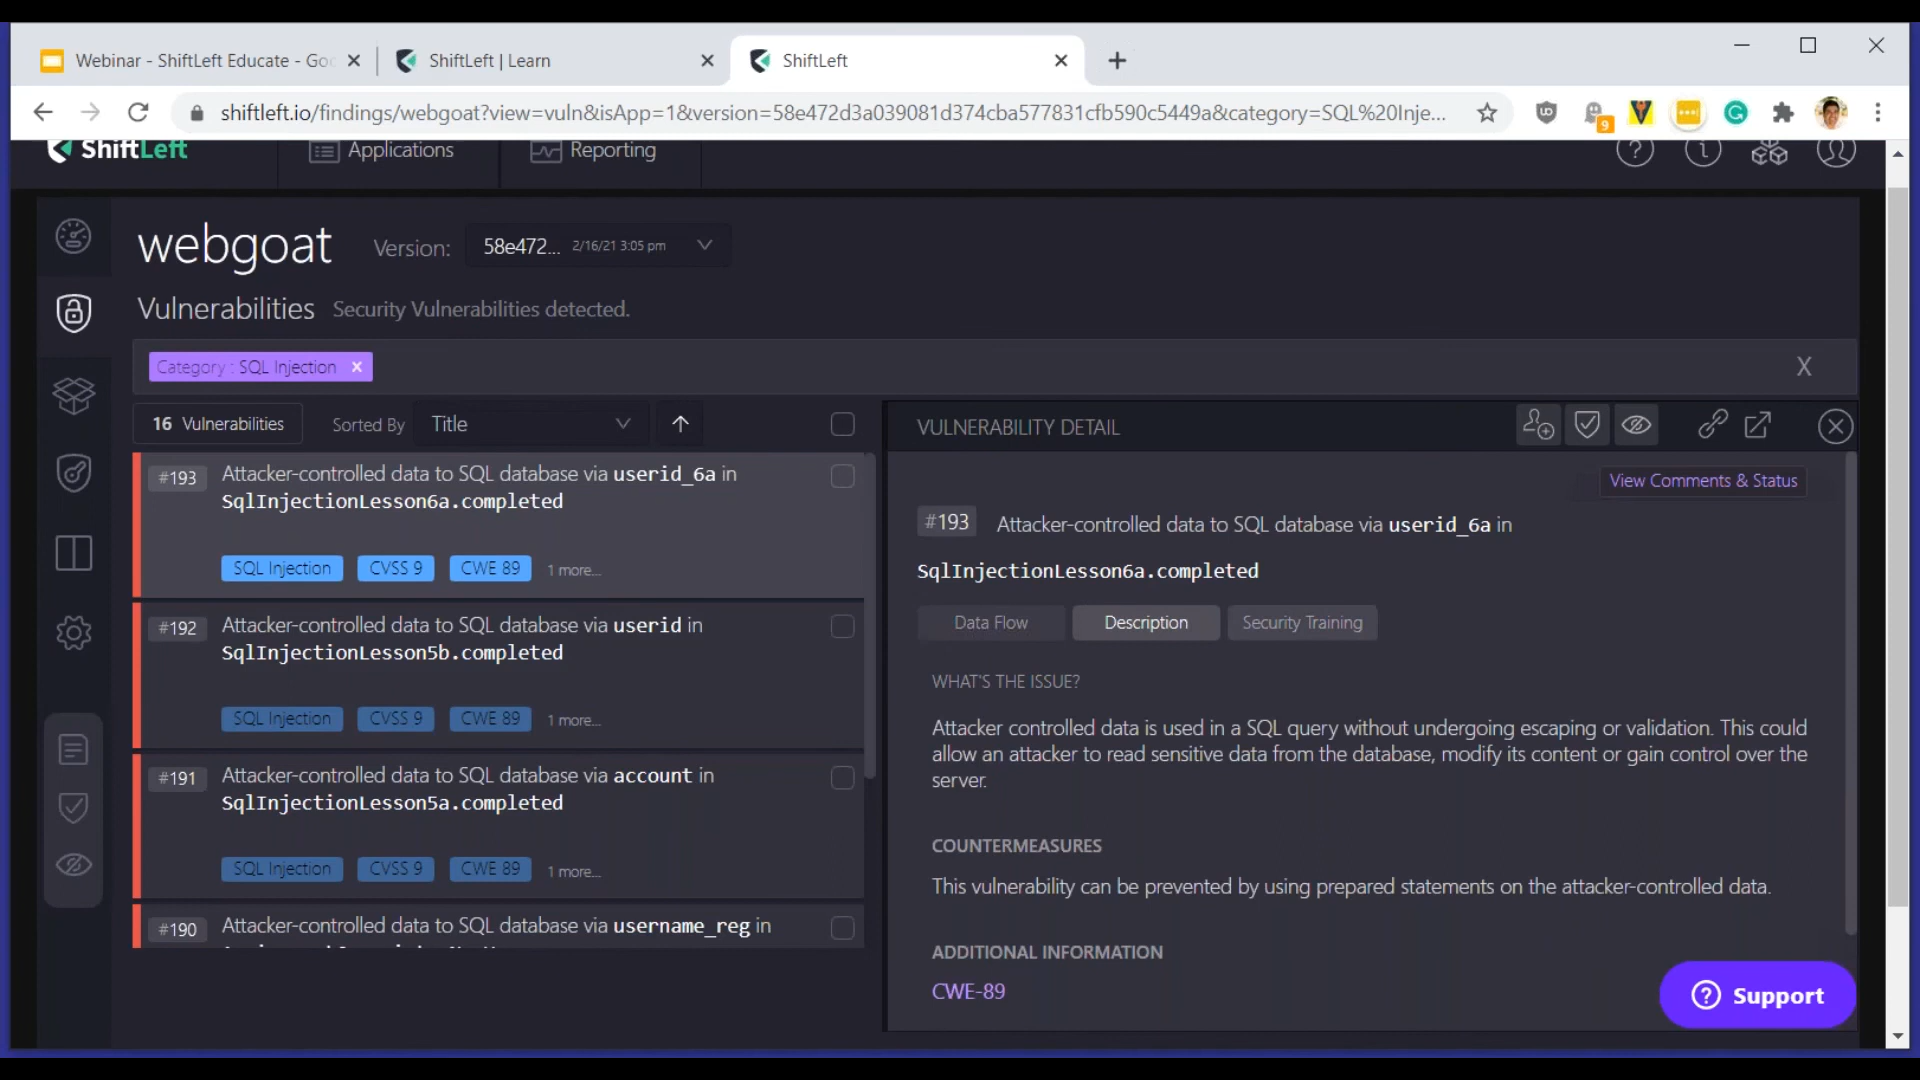 Webinar - ShiftLeft Educate - Goo
ShiftLeft | Learn
ShiftLeft
shiftleft.io/findings/webgoat?view=vuln&isApp=1&version=58e472d3a039081d374cba577831cfb590c5449a&category=SQL%20Inje...
9
ShiftLeft
Applications
Reporting
webgoat
Version:
58e472...
2/16/21 3:05 pm
Vulnerabilities
Security Vulnerabilities detected.
Category : SQL Injection x
X
16 Vulnerabilities
Sorted By
Title
#193
Attacker-controlled data to SQL database via userid_6a in
SqlInjectionLesson6a.completed
SQL Injection
CVSS 9
CWE 89
1 more...
#192
Attacker-controlled data to SQL database via userid in
SqlInjectionLesson5b.completed
SQL Injection
CVSS 9
CWE 89
1 more...
#191
Attacker-controlled data to SQL database via account in
SqlInjectionLesson5a.completed
SQL Injection
CVSS 9
CWE 89
1 more...
#190
Attacker-controlled data to SQL database via username_reg in
VULNERABILITY DETAIL
View Comments & Status
#193
Attacker-controlled data to SQL database via userid_6a in
SqlInjectionLesson6a.completed
Data Flow
Description
Security Training
WHAT'S THE ISSUE?
Attacker controlled data is used in a SQL query without undergoing escaping or validation. This could
allow an attacker to read sensitive data from the database, modify its content or gain control over the
server.
COUNTERMEASURES
This vulnerability can be prevented by using prepared statements on the attacker-controlled data.
ADDITIONAL INFORMATION
CWE-89
Support